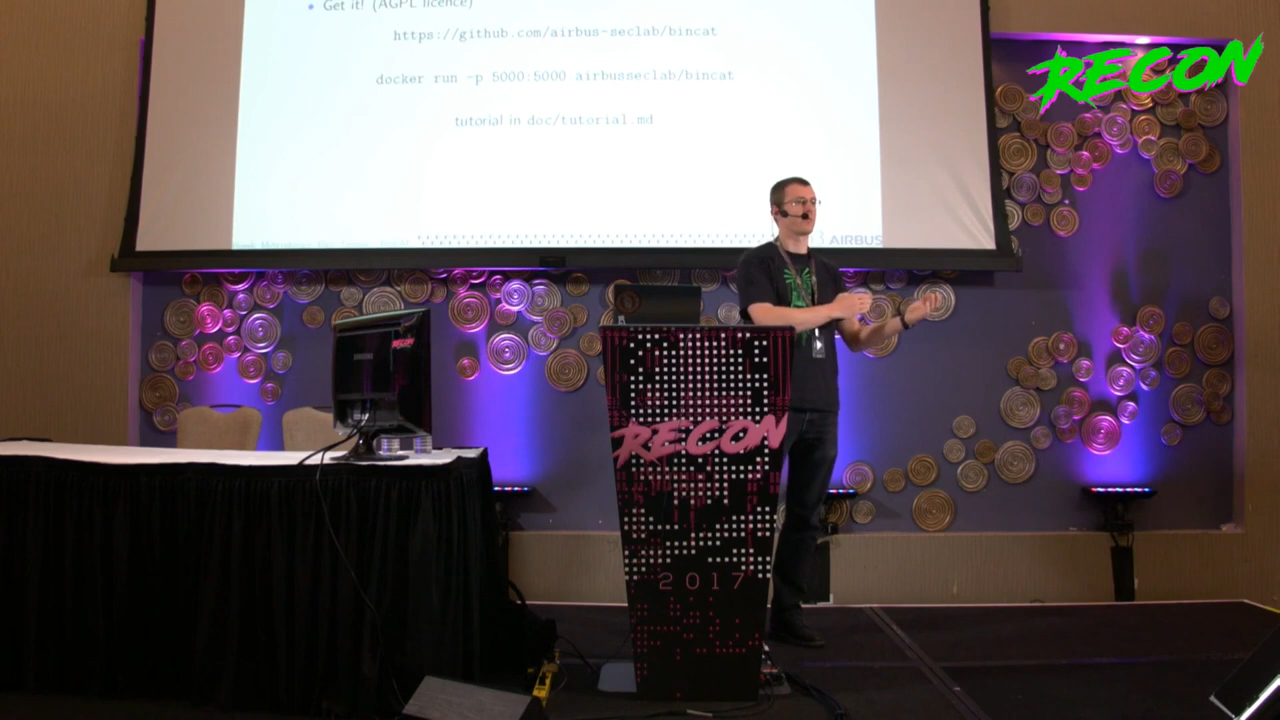 • Get it! (AGPL licence)
https://github.com/airbus-seclab/bincat
docker run -p 5000:5000 airbusseclab/bincat
tutorial in doc/tutorial.md
AIRBUS
RECON
SAMSUNG
RECON
RECON
2017